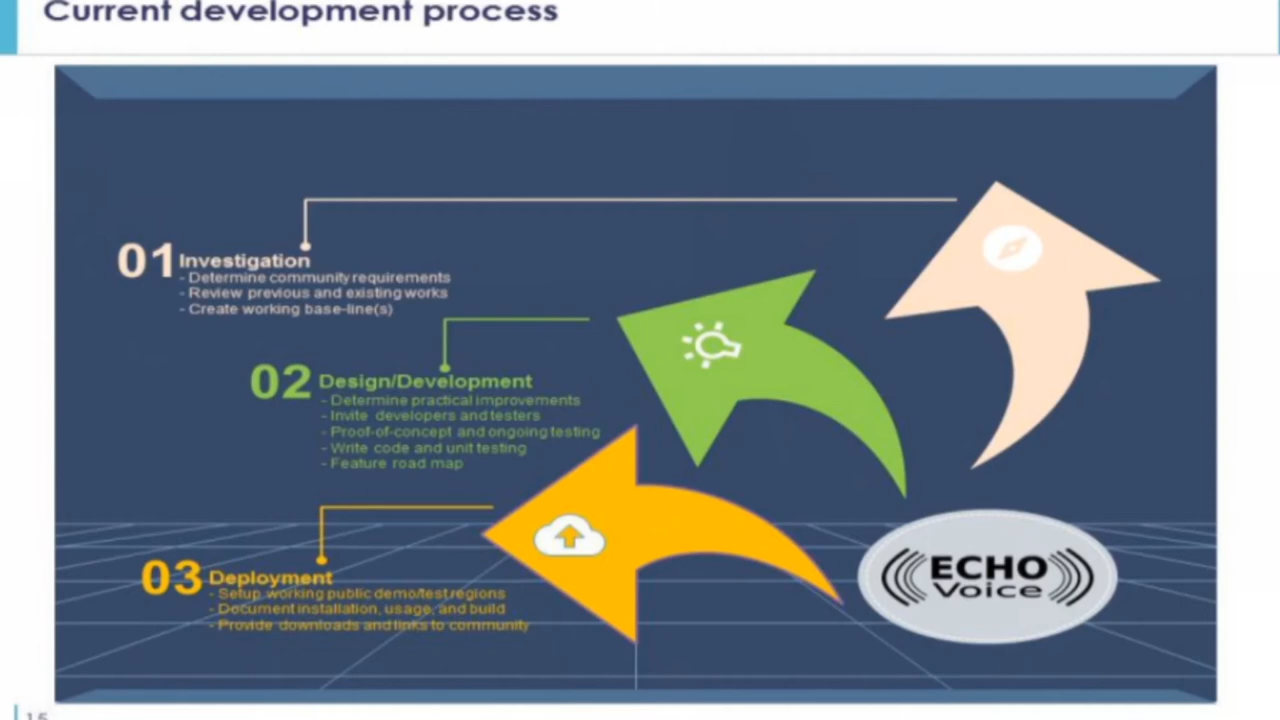 Current development process
01 Investigation
- Determine community requirements
- Review previous and existing works
- Create working base-line(s)
02 Design/Development
- Determine practical improvements
- Invite developers and testers
- Proof-of-concept and ongoing testing
- Write code and unit testing
- Feature road map
03 Deployment
- Setup working public demo/test regions
- Document installation, usage, and build
- Provide downloads and links to community
ECHO
Voice
15